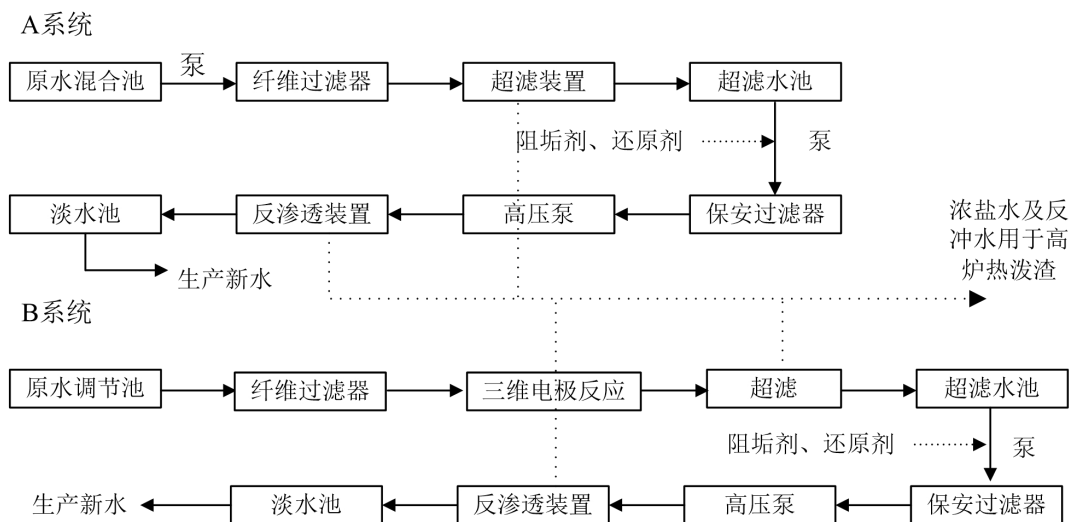 A系统
原水混合池
泵
纤维过滤器
超滤装置
超滤水池
阻垢剂、还原剂
泵
淡水池
反渗透装置
高压泵
保安过滤器
浓盐水及反
冲水用于高
炉热泼渣
生产新水
B系统
原水调节池
纤维过滤器
三维电极反应
超滤
超滤水池
阻垢剂、还原剂
泵
生产新水
淡水池
反渗透装置
高压泵
保安过滤器